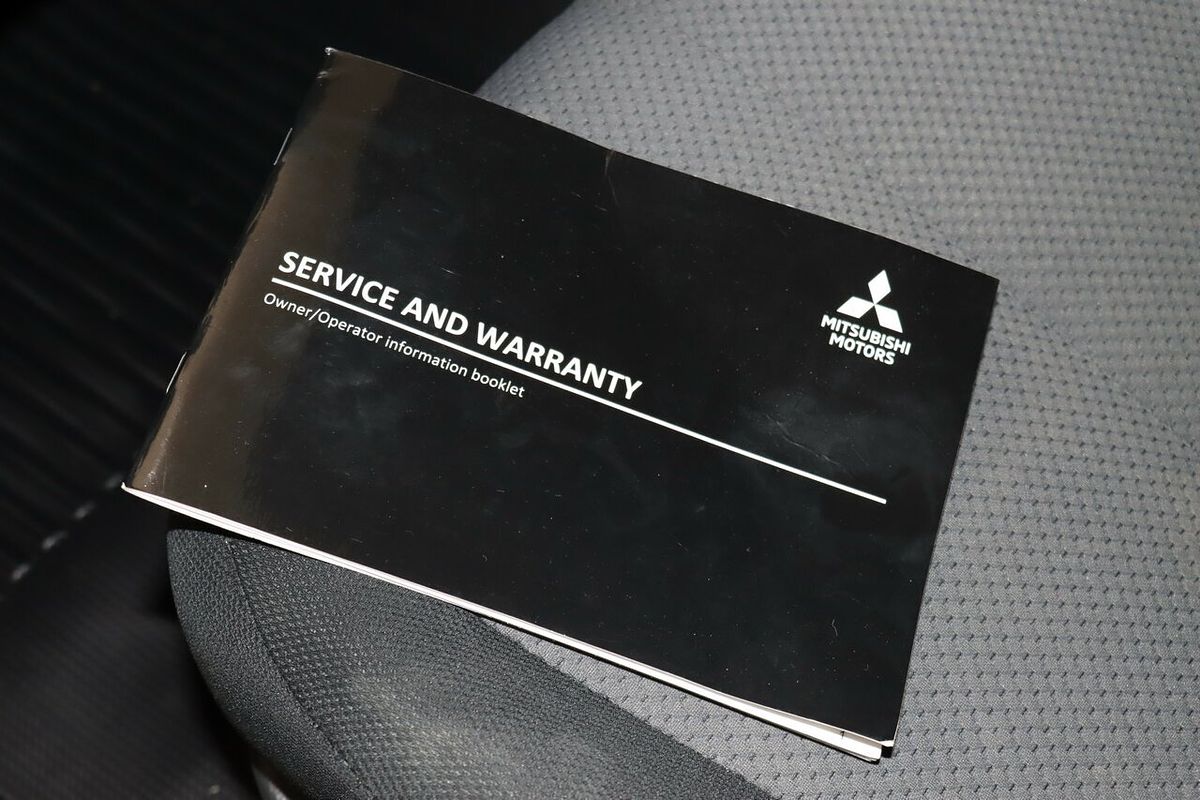 SERVICE AND WARRANTY
Owner/Operator information booklet
MITSUBISHI
MOTORS